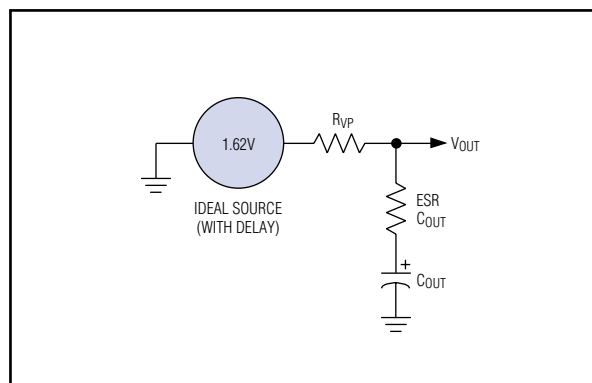 1.62V
IDEAL SOURCE
(WITH DELAY)
RVP
VOUT
ESR
COUT
+
COUT